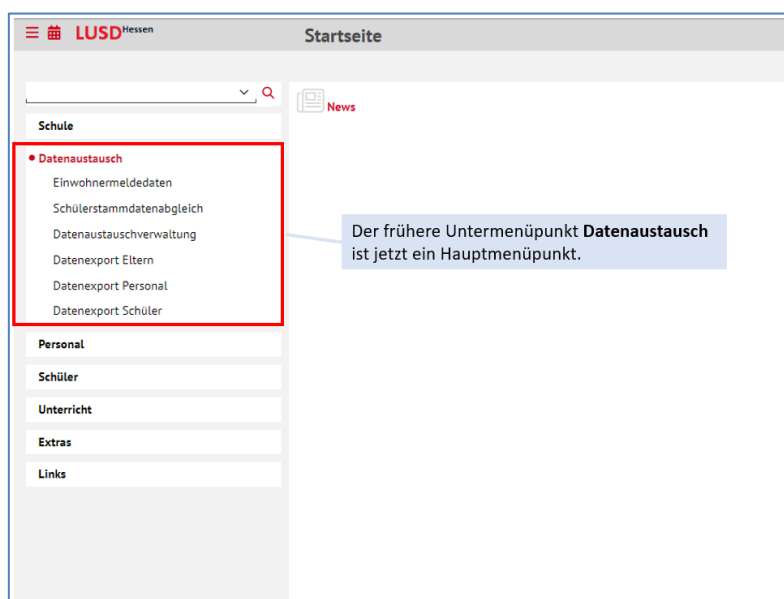 LUSD Hessen
Startseite
News
Schule
Datenaustausch
Einwohnermeldedaten
Schülerstammdatenabgleich
Datenaustauschverwaltung
Datenexport Eltern
Datenexport Personal
Datenexport Schüler
Der frühere Untermenüpunkt Datenaustausch
ist jetzt ein Hauptmenüpunkt.
Personal
Schüler
Unterricht
Extras
Links